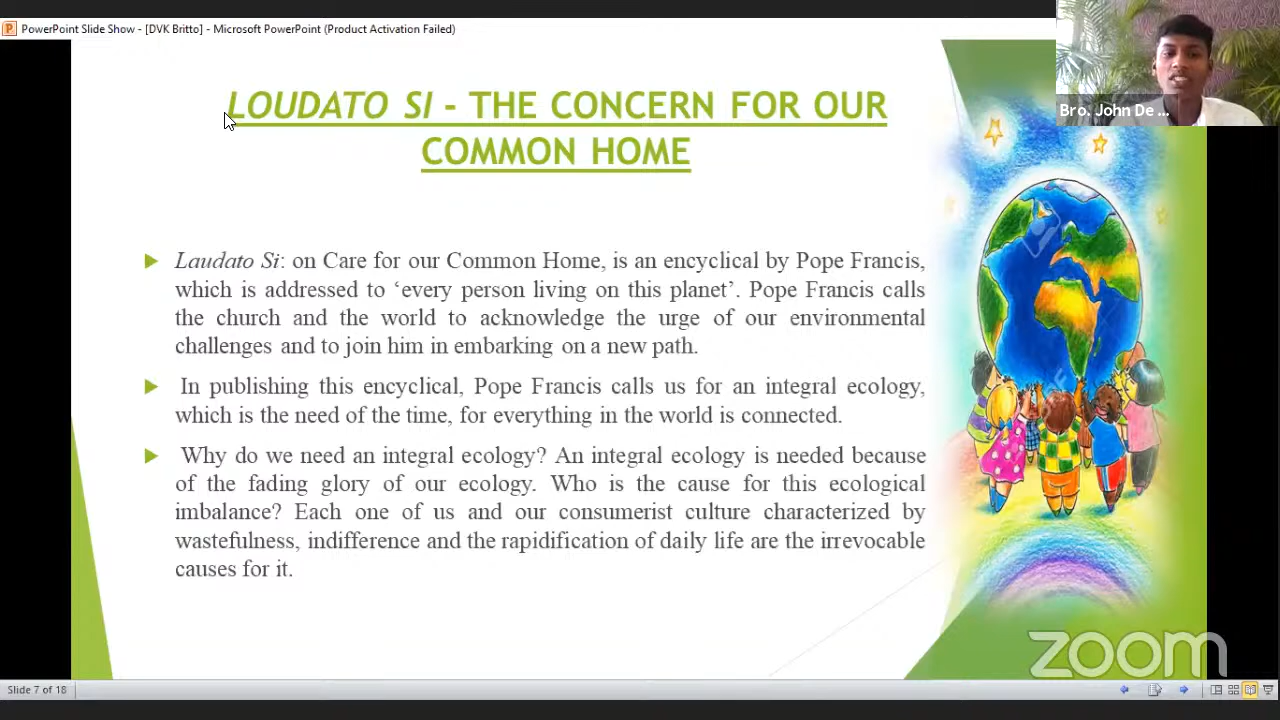 PowerPoint Slide Show - [DVK Britto] - Microsoft PowerPoint (Product Activation Failed)
LOUDATO SI - THE CONCERN FOR OUR
COMMON HOME
Bro. John De ...
Laudato Si: on Care for our Common Home, is an encyclical by Pope Francis,
which is addressed to ‘every person living on this planet’. Pope Francis calls
the church and the world to acknowledge the urge of our environmental
challenges and to join him in embarking on a new path.
In publishing this encyclical, Pope Francis calls us for an integral ecology,
which is the need of the time, for everything in the world is connected.
Why do we need an integral ecology? An integral ecology is needed because
of the fading glory of our ecology. Who is the cause for this ecological
imbalance? Each one of us and our consumerist culture characterized by
wastefulness, indifference and the rapidification of daily life are the irrevocable
causes for it.
zoom
Slide 7 of 18